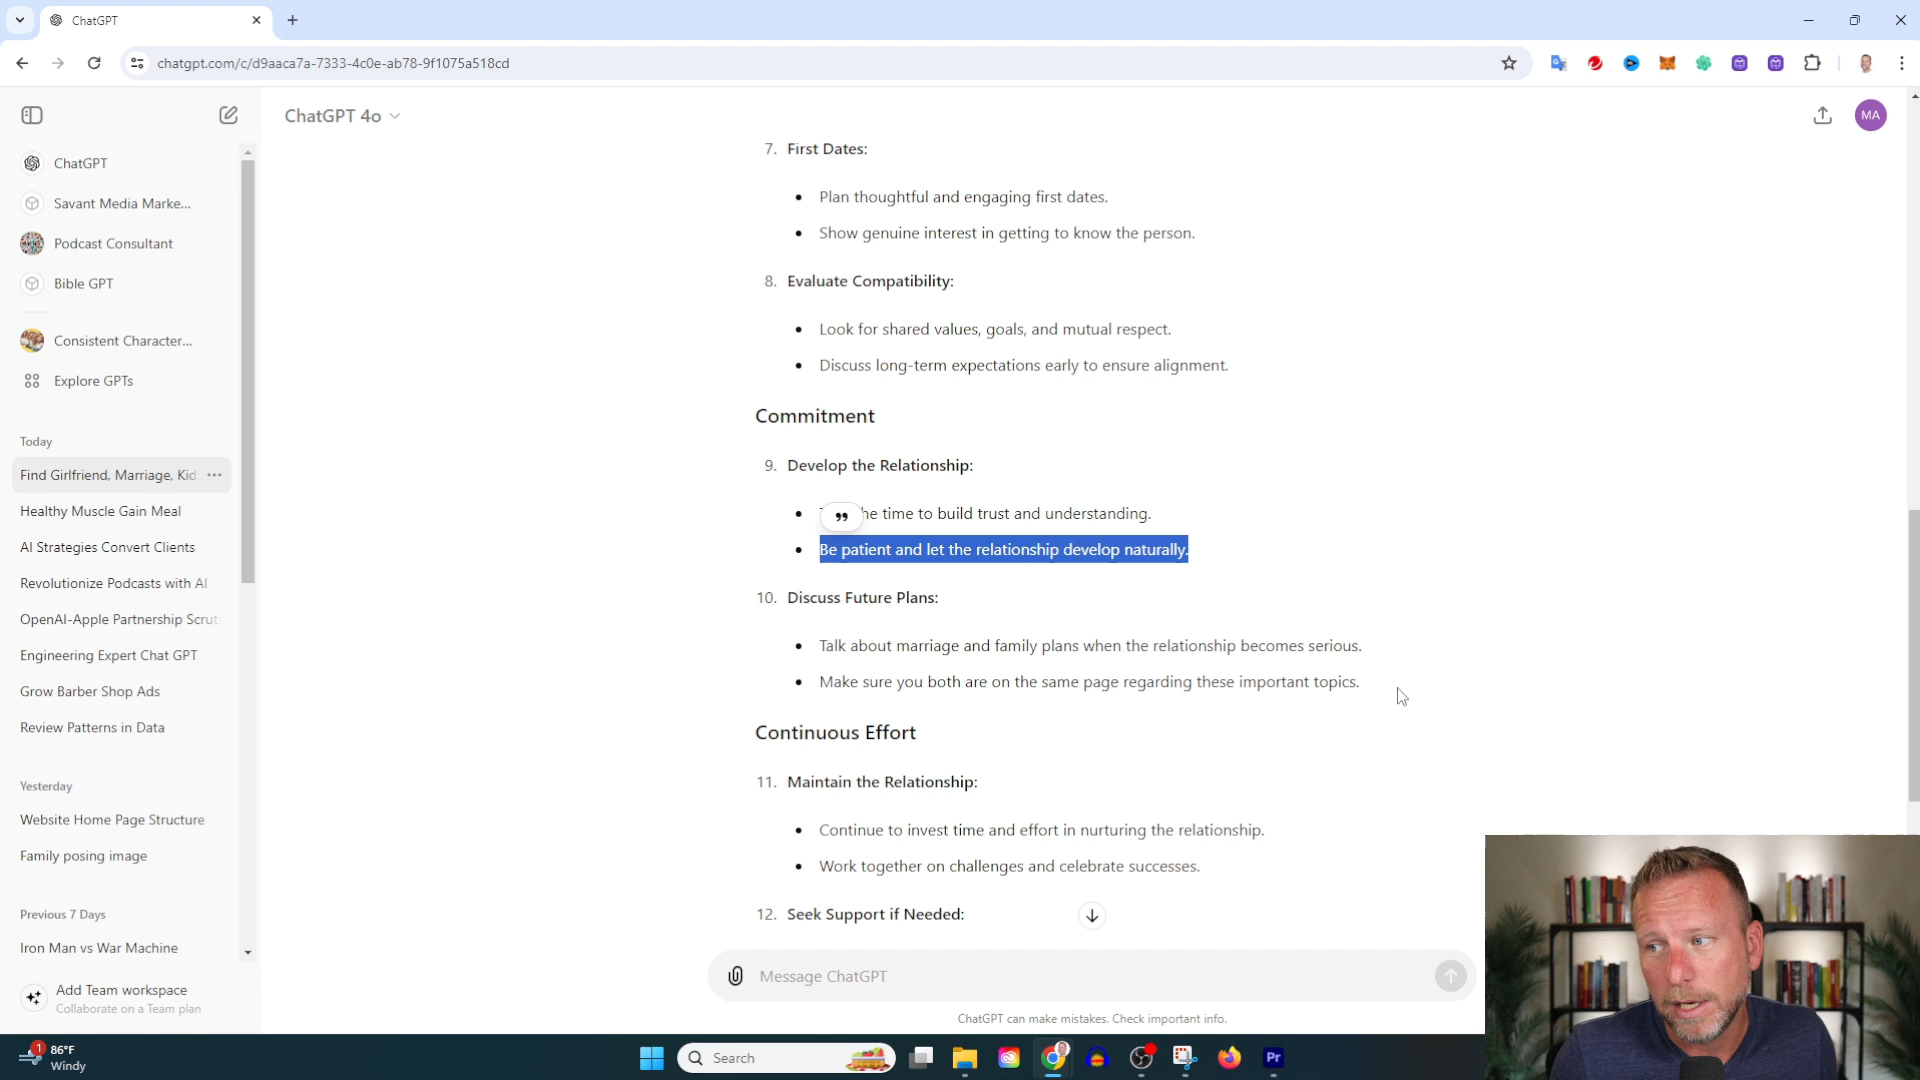 ChatGPT
chatgpt.com/c/d9aaca7a-7333-4c0e-ab78-9f1075a518cd
ChatGPT 4o
MA
ChatGPT
Savant Media Marke...
Podcast Consultant
Bible GPT
Consistent Character...
Explore GPTs
Today
Find Girlfriend, Marriage, Kid
Healthy Muscle Gain Meal
AI Strategies Convert Clients
Revolutionize Podcasts with AI
OpenAI-Apple Partnership Scrut
Engineering Expert Chat GPT
Grow Barber Shop Ads
Review Patterns in Data
Yesterday
Website Home Page Structure
Family posing image
Previous 7 Days
Iron Man vs War Machine
Add Team workspace
Collaborate on a Team plan
7. First Dates:
• Plan thoughtful and engaging first dates.
• Show genuine interest in getting to know the person.
8. Evaluate Compatibility:
• Look for shared values, goals, and mutual respect.
• Discuss long-term expectations early to ensure alignment.
Commitment
9. Develop the Relationship:
• he time to build trust and understanding.
• Be patient and let the relationship develop naturally.
10. Discuss Future Plans:
• Talk about marriage and family plans when the relationship becomes serious.
• Make sure you both are on the same page regarding these important topics.
Continuous Effort
11. Maintain the Relationship:
• Continue to invest time and effort in nurturing the relationship.
• Work together on challenges and celebrate successes.
12. Seek Support if Needed:
Message ChatGPT
ChatGPT can make mistakes. Check important info.
1
86°F
Windy
Search
Pr